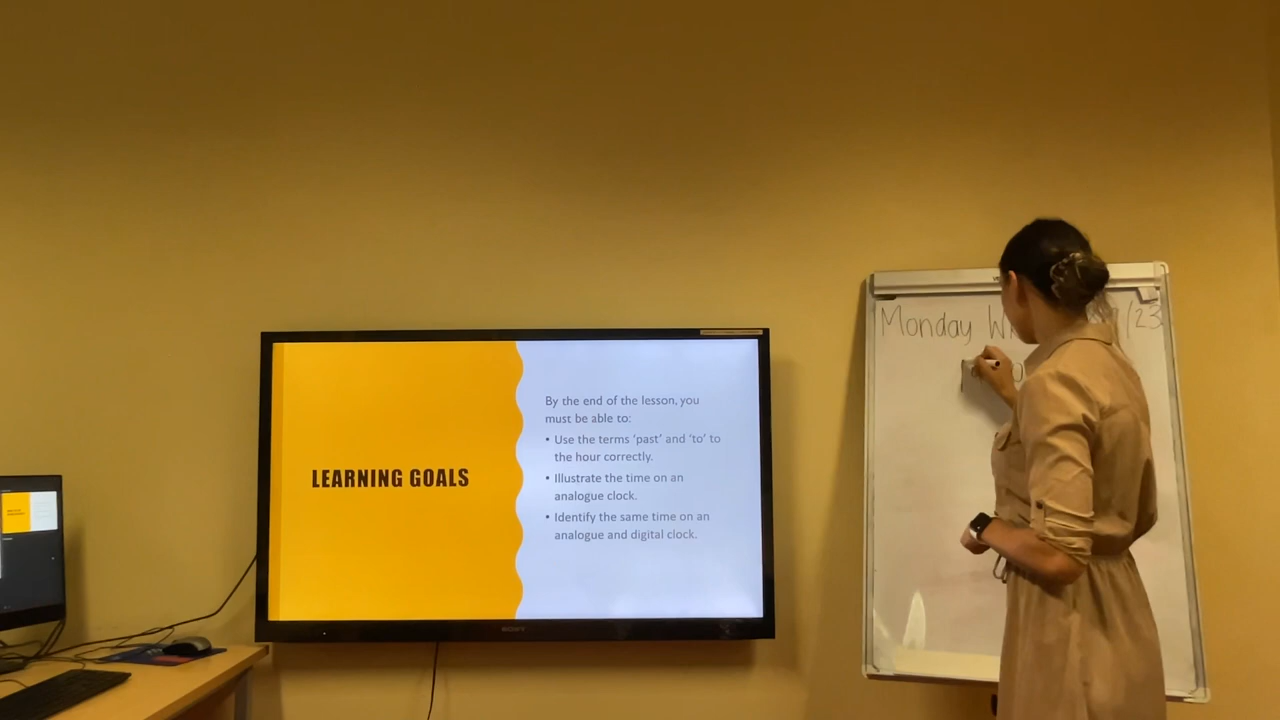 LEARNING GOALS
By the end of the lesson, you
must be able to:
• Use the terms ‘past’ and ‘to’ to
the hour correctly.
• Illustrate the time on an
analogue clock.
• Identify the same time on an
analogue and digital clock.
SONY
Monday /23